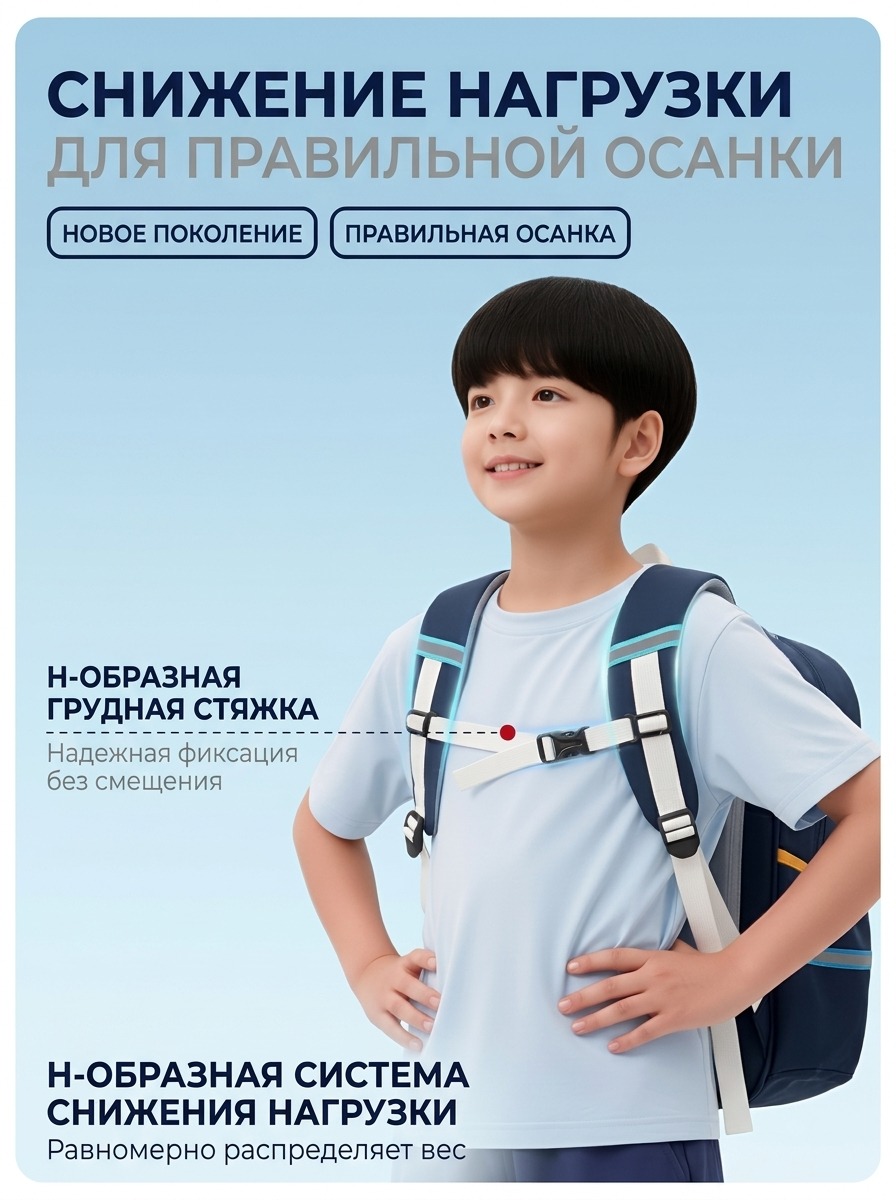 СНИЖЕНИЕ НАГРУЗКИ
ДЛЯ ПРАВИЛЬНОЙ ОСАНКИ
НОВОЕ ПОКОЛЕНИЕ
ПРАВИЛЬНАЯ ОСАНКА
Н-ОБРАЗНАЯ
ГРУДНАЯ СТЯЖКА
Надежная фиксация
без смещения
Н-ОБРАЗНАЯ СИСТЕМА
СНИЖЕНИЯ НАГРУЗКИ
Равномерно распределяет вес